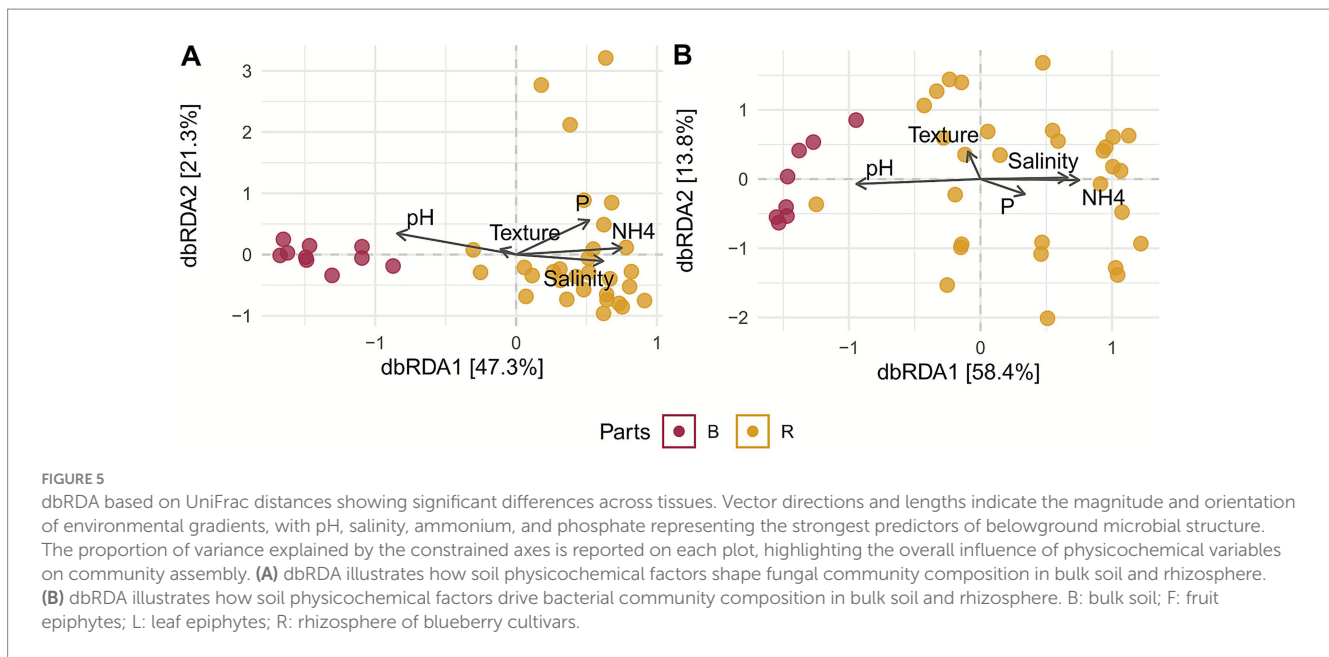 A
B
dbRDA2 [21.3%]
3
2
1
0
−1
pH
Texture
P
NH4
Salinity
−1
0
1
dbRDA1 [47.3%]
dbRDA2 [13.8%]
1
0
−1
−2
Texture
pH
Salinity
P
NH4
−1
0
1
dbRDA1 [58.4%]
Parts B R
FIGURE 5
dbRDA based on UniFrac distances showing significant differences across tissues. Vector directions and lengths indicate the magnitude and orientation
of environmental gradients, with pH, salinity, ammonium, and phosphate representing the strongest predictors of belowground microbial structure.
The proportion of variance explained by the constrained axes is reported on each plot, highlighting the overall influence of physicochemical variables
on community assembly. (A) dbRDA illustrates how soil physicochemical factors shape fungal community composition in bulk soil and rhizosphere.
(B) dbRDA illustrates how soil physicochemical factors drive bacterial community composition in bulk soil and rhizosphere. B: bulk soil; F: fruit
epiphytes; L: leaf epiphytes; R: rhizosphere of blueberry cultivars.